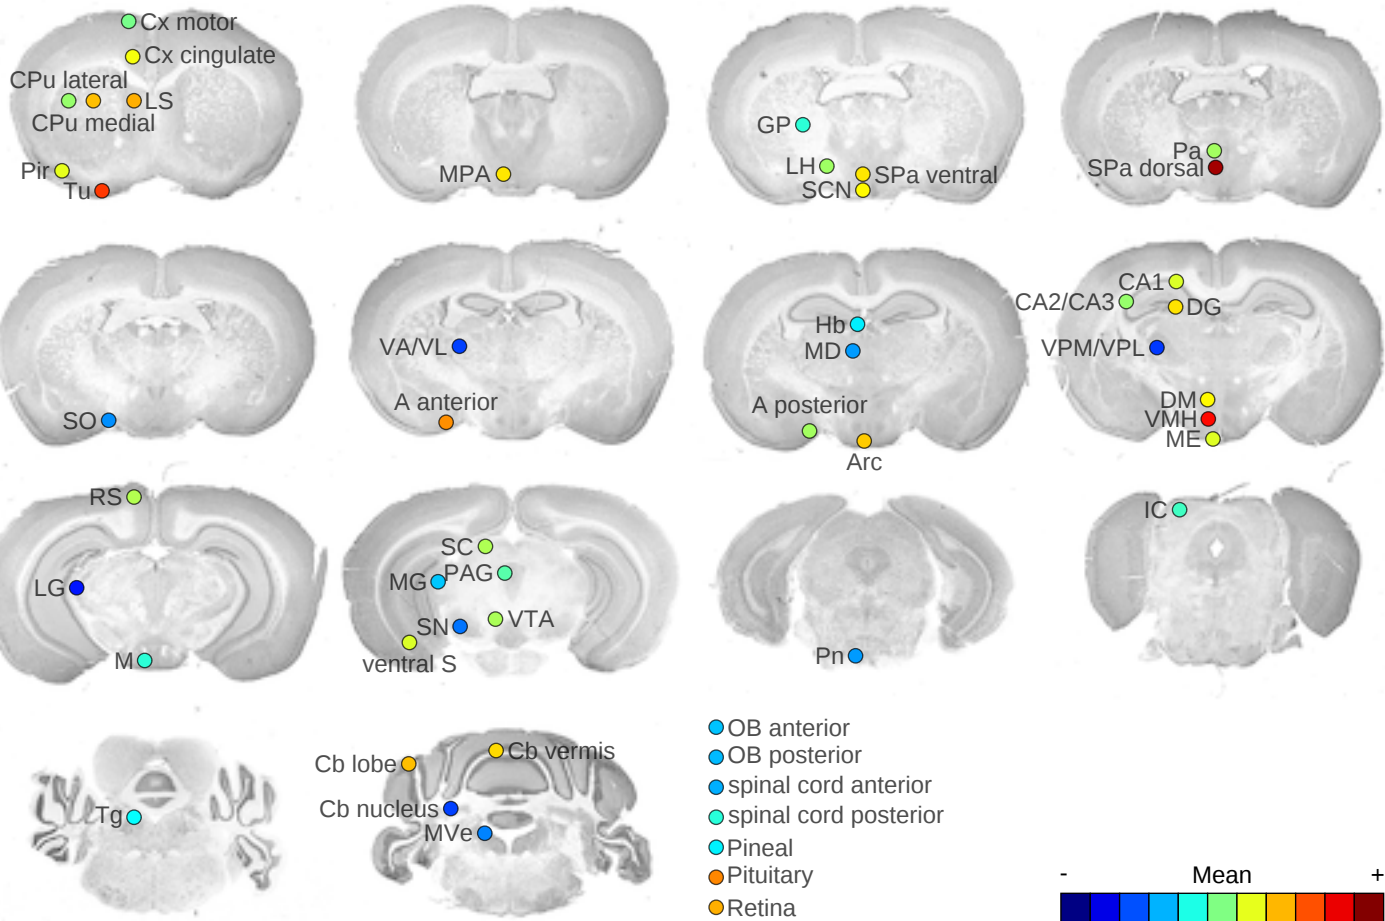 Cx motor
Cx cingulate
CPu lateral
LS
CPu medial
Pir
Tu
MPA
GP
LH
SPa ventral
SCN
Pa
SPa dorsal
SO
VA/VL
A anterior
Hb
MD
A posterior
Arc
CA1
CA2/CA3
DG
VPM/VPL
DM
VMH
ME
RS
LG
M
SC
MG
PAG
SN
VTA
ventral S
Pn
IC
Tg
Cb lobe
Cb vermis
Cb nucleus
MVe
OB anterior
OB posterior
spinal cord anterior
spinal cord posterior
Pineal
Pituitary
Retina
- Mean +